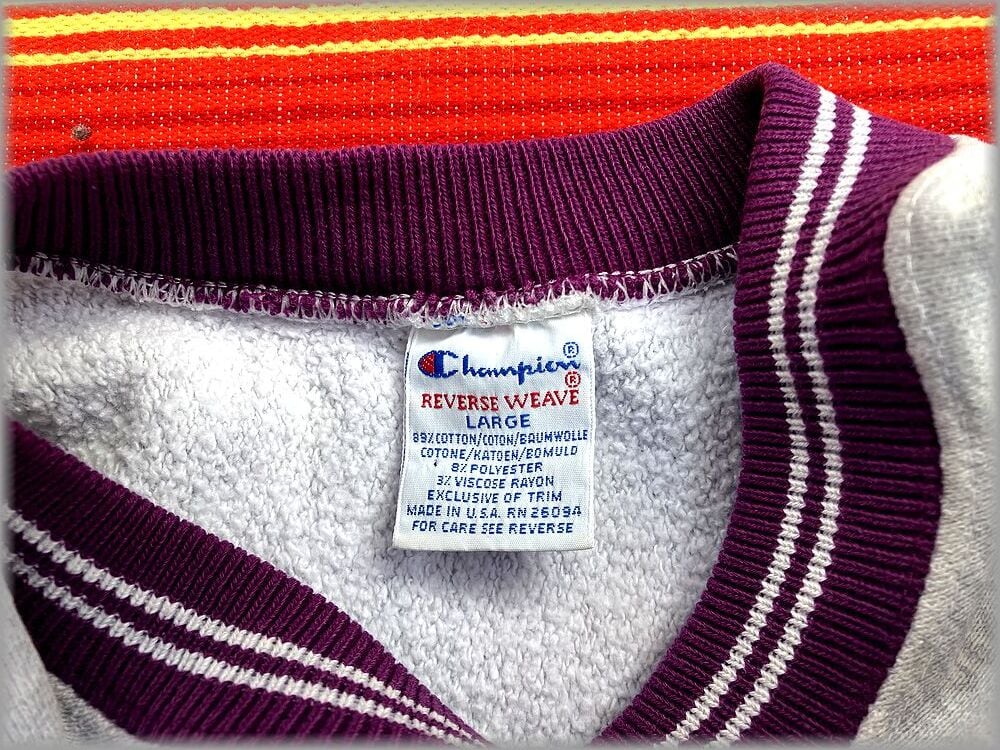 Champion®
REVERSE WEAVE®
LARGE
89% COTTON/COTON/BAUMWOLLE
COTONE/KATOEN/BOMULD
8% POLYESTER
3% VISCOSE RAYON
EXCLUSIVE OF TRIM
MADE IN U.S.A. RN 26094
FOR CARE SEE REVERSE